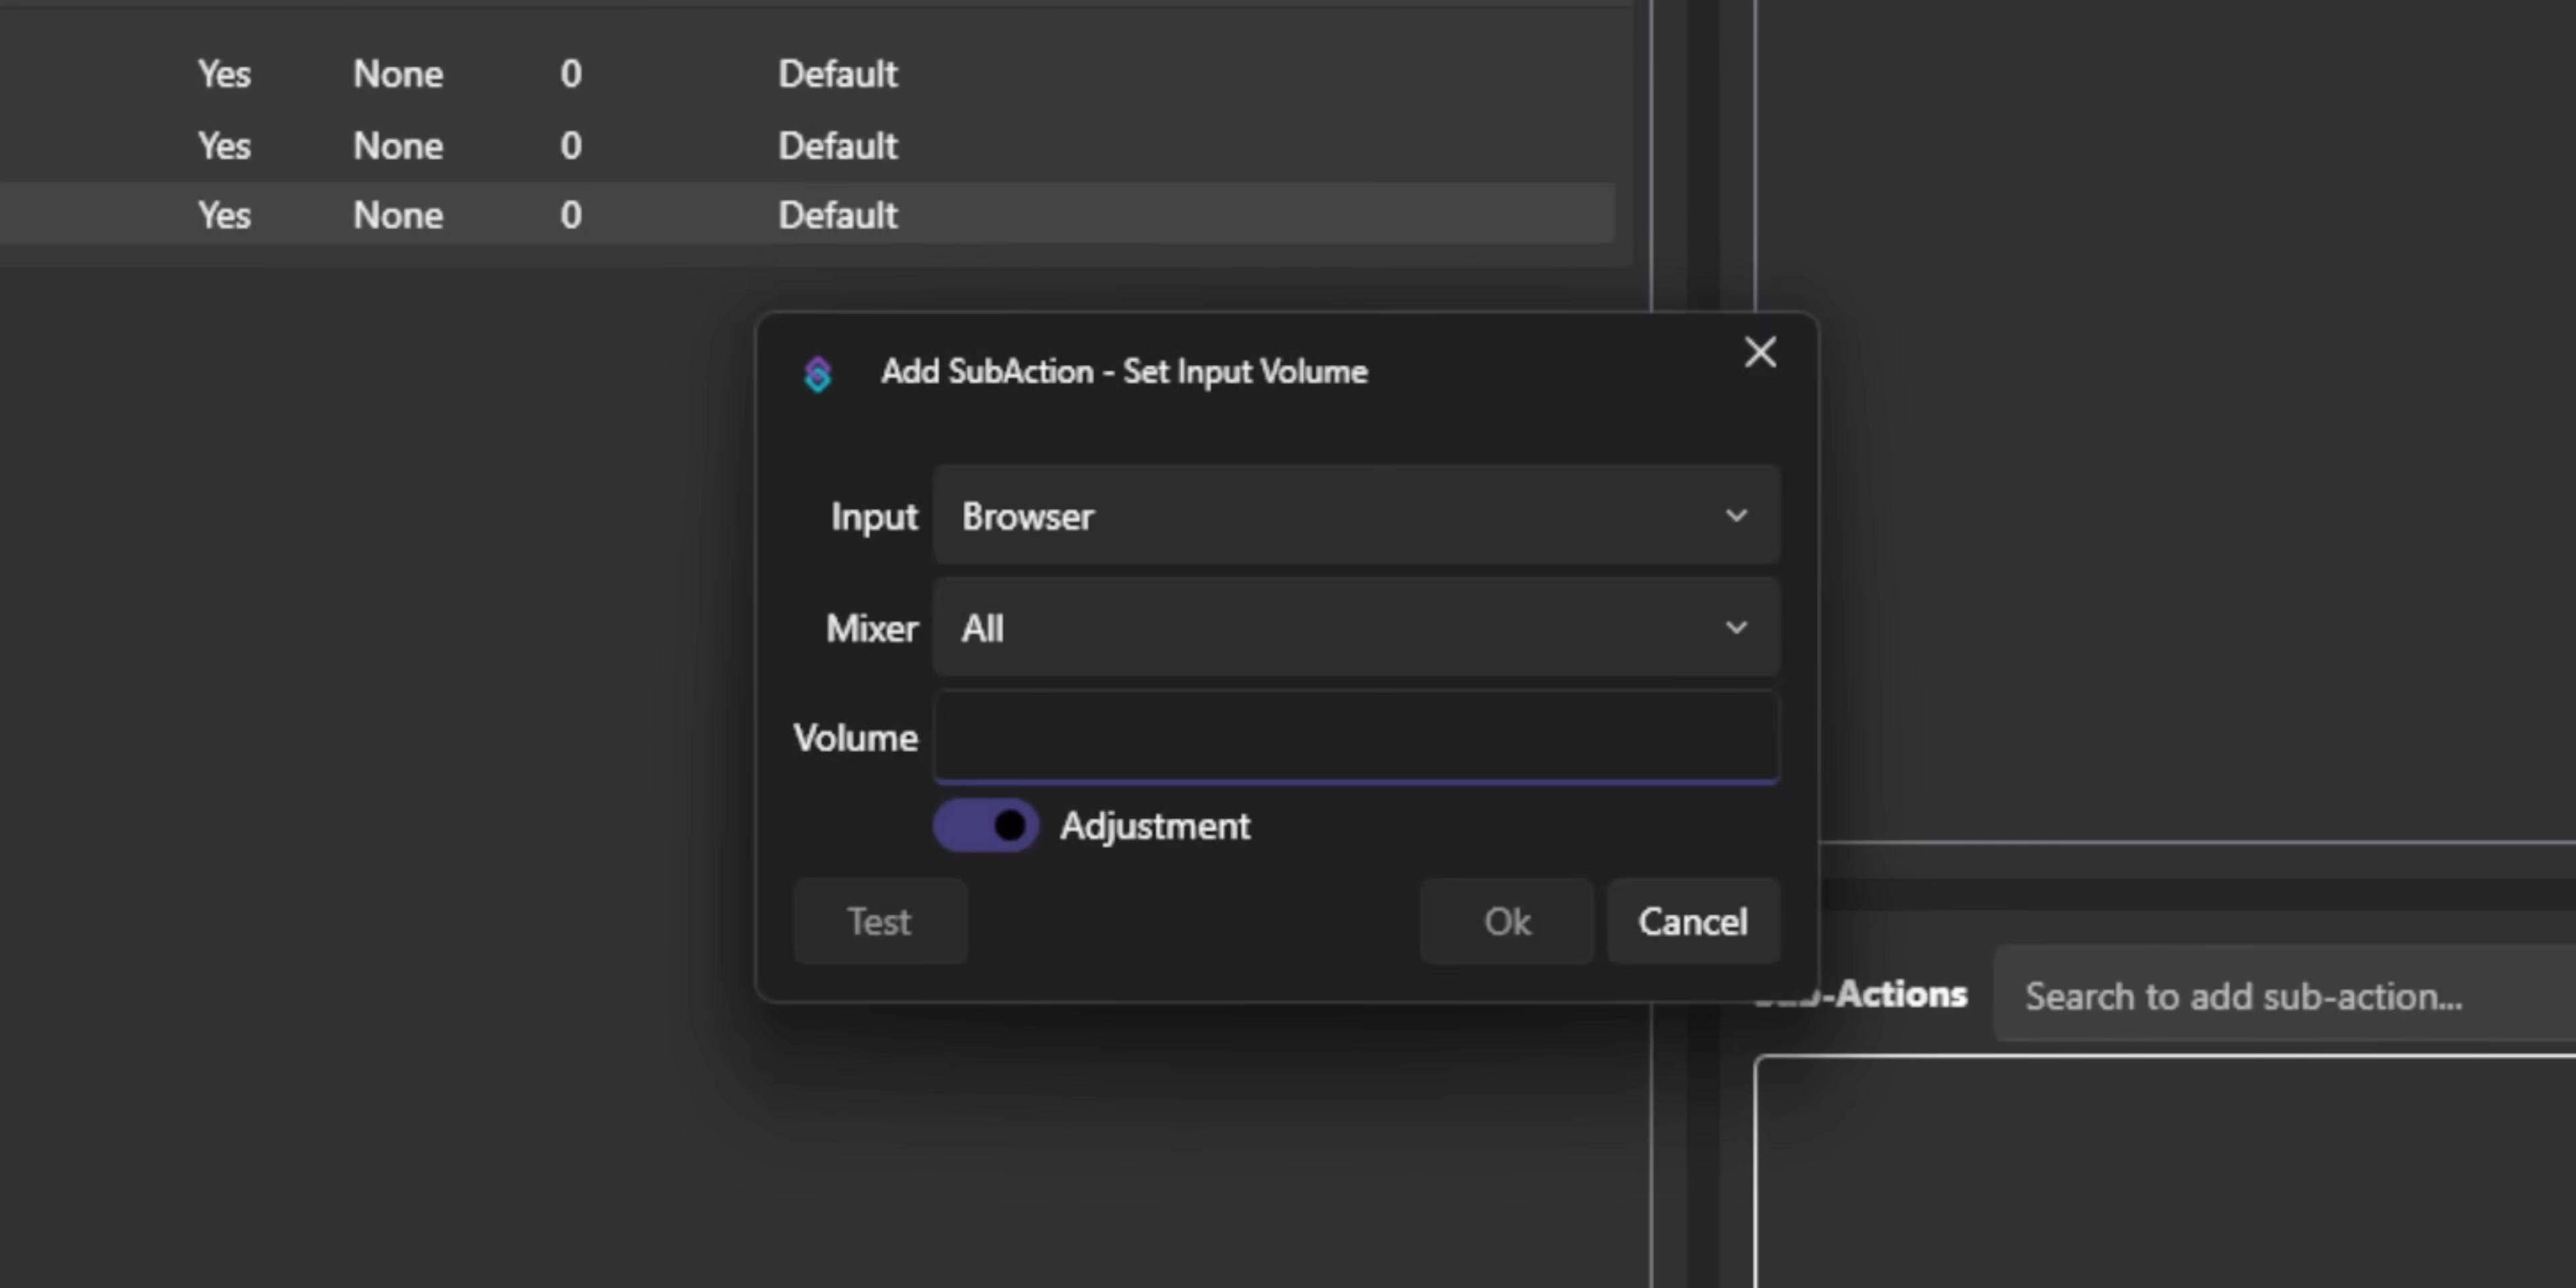 Yes None 0 Default
Yes None 0 Default
Yes None 0 Default
Add SubAction - Set Input Volume
Input Browser
Mixer All
Volume
Adjustment
Test Ok Cancel
-Actions Search to add sub-action...